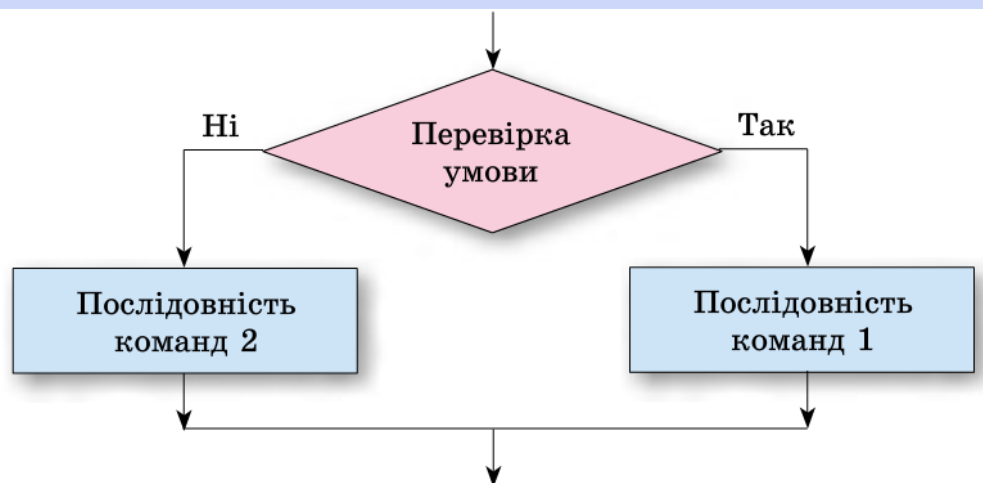 Перевірка
умови
Ні
Так
Послідовність
команд 2
Послідовність
команд 1